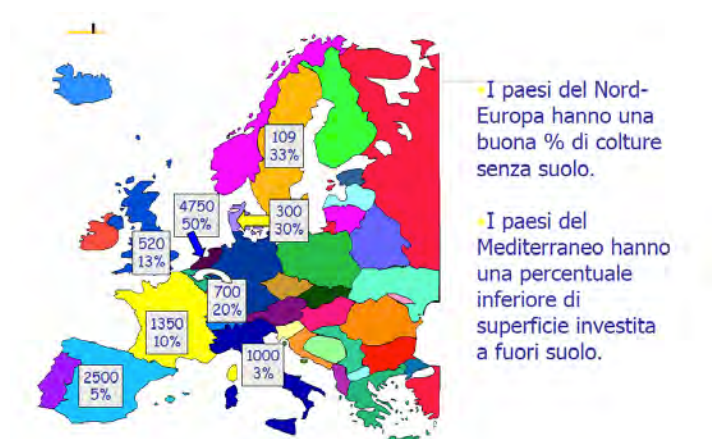 109
33%
4750
50%
300
30%
520
13%
700
20%
1350
10%
1000
3%
2500
5%
•I paesi del Nord-
Europa hanno una
buona % di colture
senza suolo.
•I paesi del
Mediterraneo hanno
una percentuale
inferiore di
superficie investita
a fuori suolo.